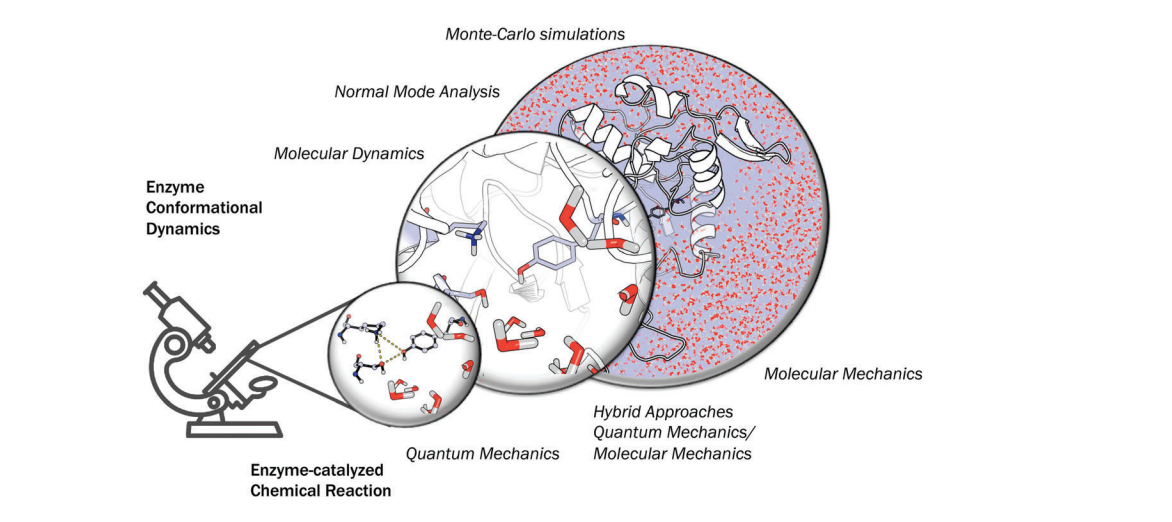 Monte-Carlo simulations
Normal Mode Analysis
Molecular Dynamics
Enzyme
Conformational
Dynamics
Molecular Mechanics
Hybrid Approaches
Quantum Mechanics/
Molecular Mechanics
Quantum Mechanics
Enzyme-catalyzed
Chemical Reaction